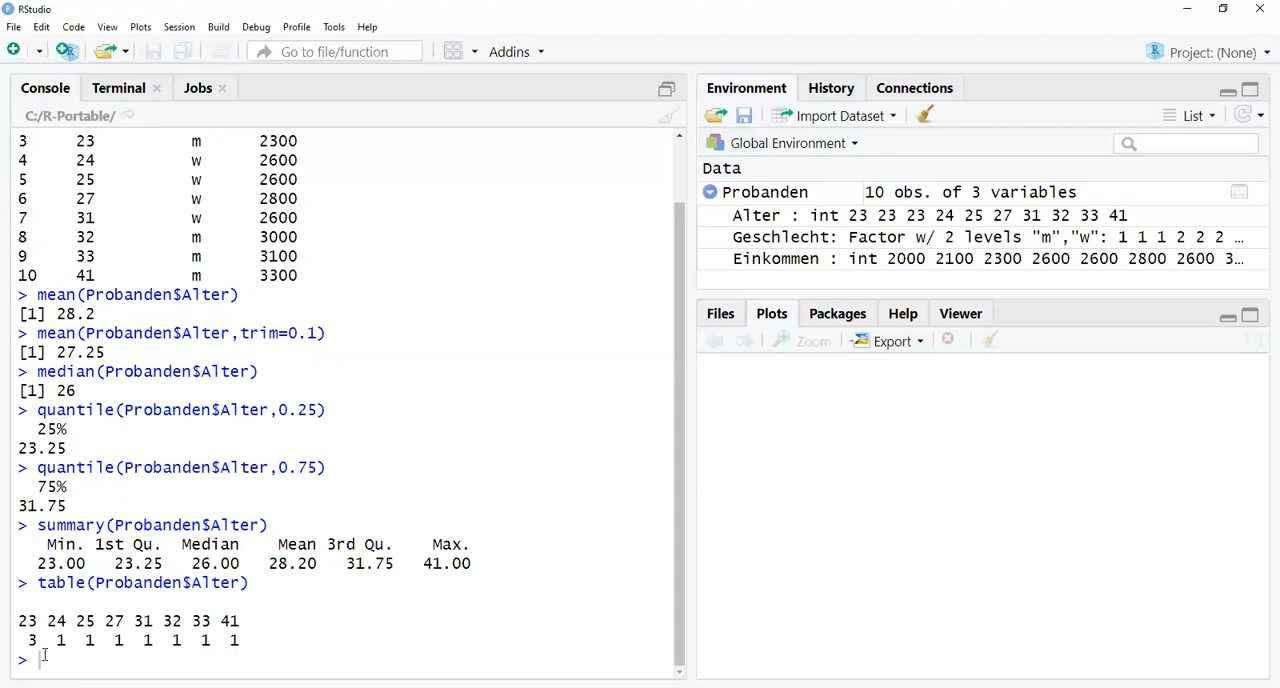 RStudio
File Edit Code View Plots Session Build Debug Profile Tools Help
Go to file/function Addins Project: (None)
Console Terminal Jobs
C:/R-Portable/
3 23 m 2300
4 24 w 2600
5 25 w 2600
6 27 w 2800
7 31 w 2600
8 32 m 3000
9 33 m 3100
10 41 m 3300
> mean(Probanden$Alter)
[1] 28.2
> mean(Probanden$Alter,trim=0.1)
[1] 27.25
> median(Probanden$Alter)
[1] 26
> quantile(Probanden$Alter,0.25)
25%
23.25
> quantile(Probanden$Alter,0.75)
75%
31.75
> summary(Probanden$Alter)
Min. 1st Qu. Median Mean 3rd Qu. Max.
23.00 23.25 26.00 28.20 31.75 41.00
> table(Probanden$Alter)
23 24 25 27 31 32 33 41
3 1 1 1 1 1 1 1
>
Environment History Connections
Import Dataset List
Global Environment
Data
Probanden 10 obs. of 3 variables
Alter : int 23 23 23 24 25 27 31 32 33 41
Geschlecht: Factor w/ 2 levels "m","w": 1 1 1 2 2 2 …
Einkommen : int 2000 2100 2300 2600 2600 2800 2600 3…
Files Plots Packages Help Viewer
Zoom Export